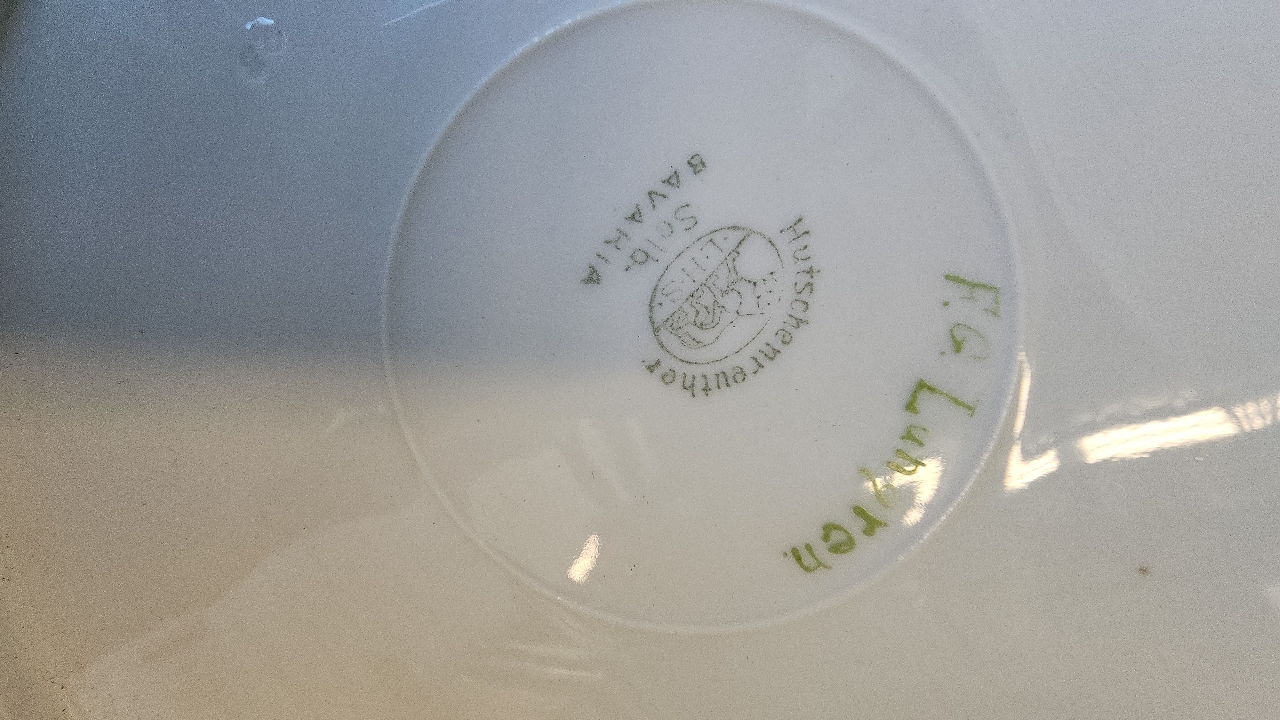 Hutschenreuther
L.H.S.
Selb-
BAVARIA
F. G. Lungren.